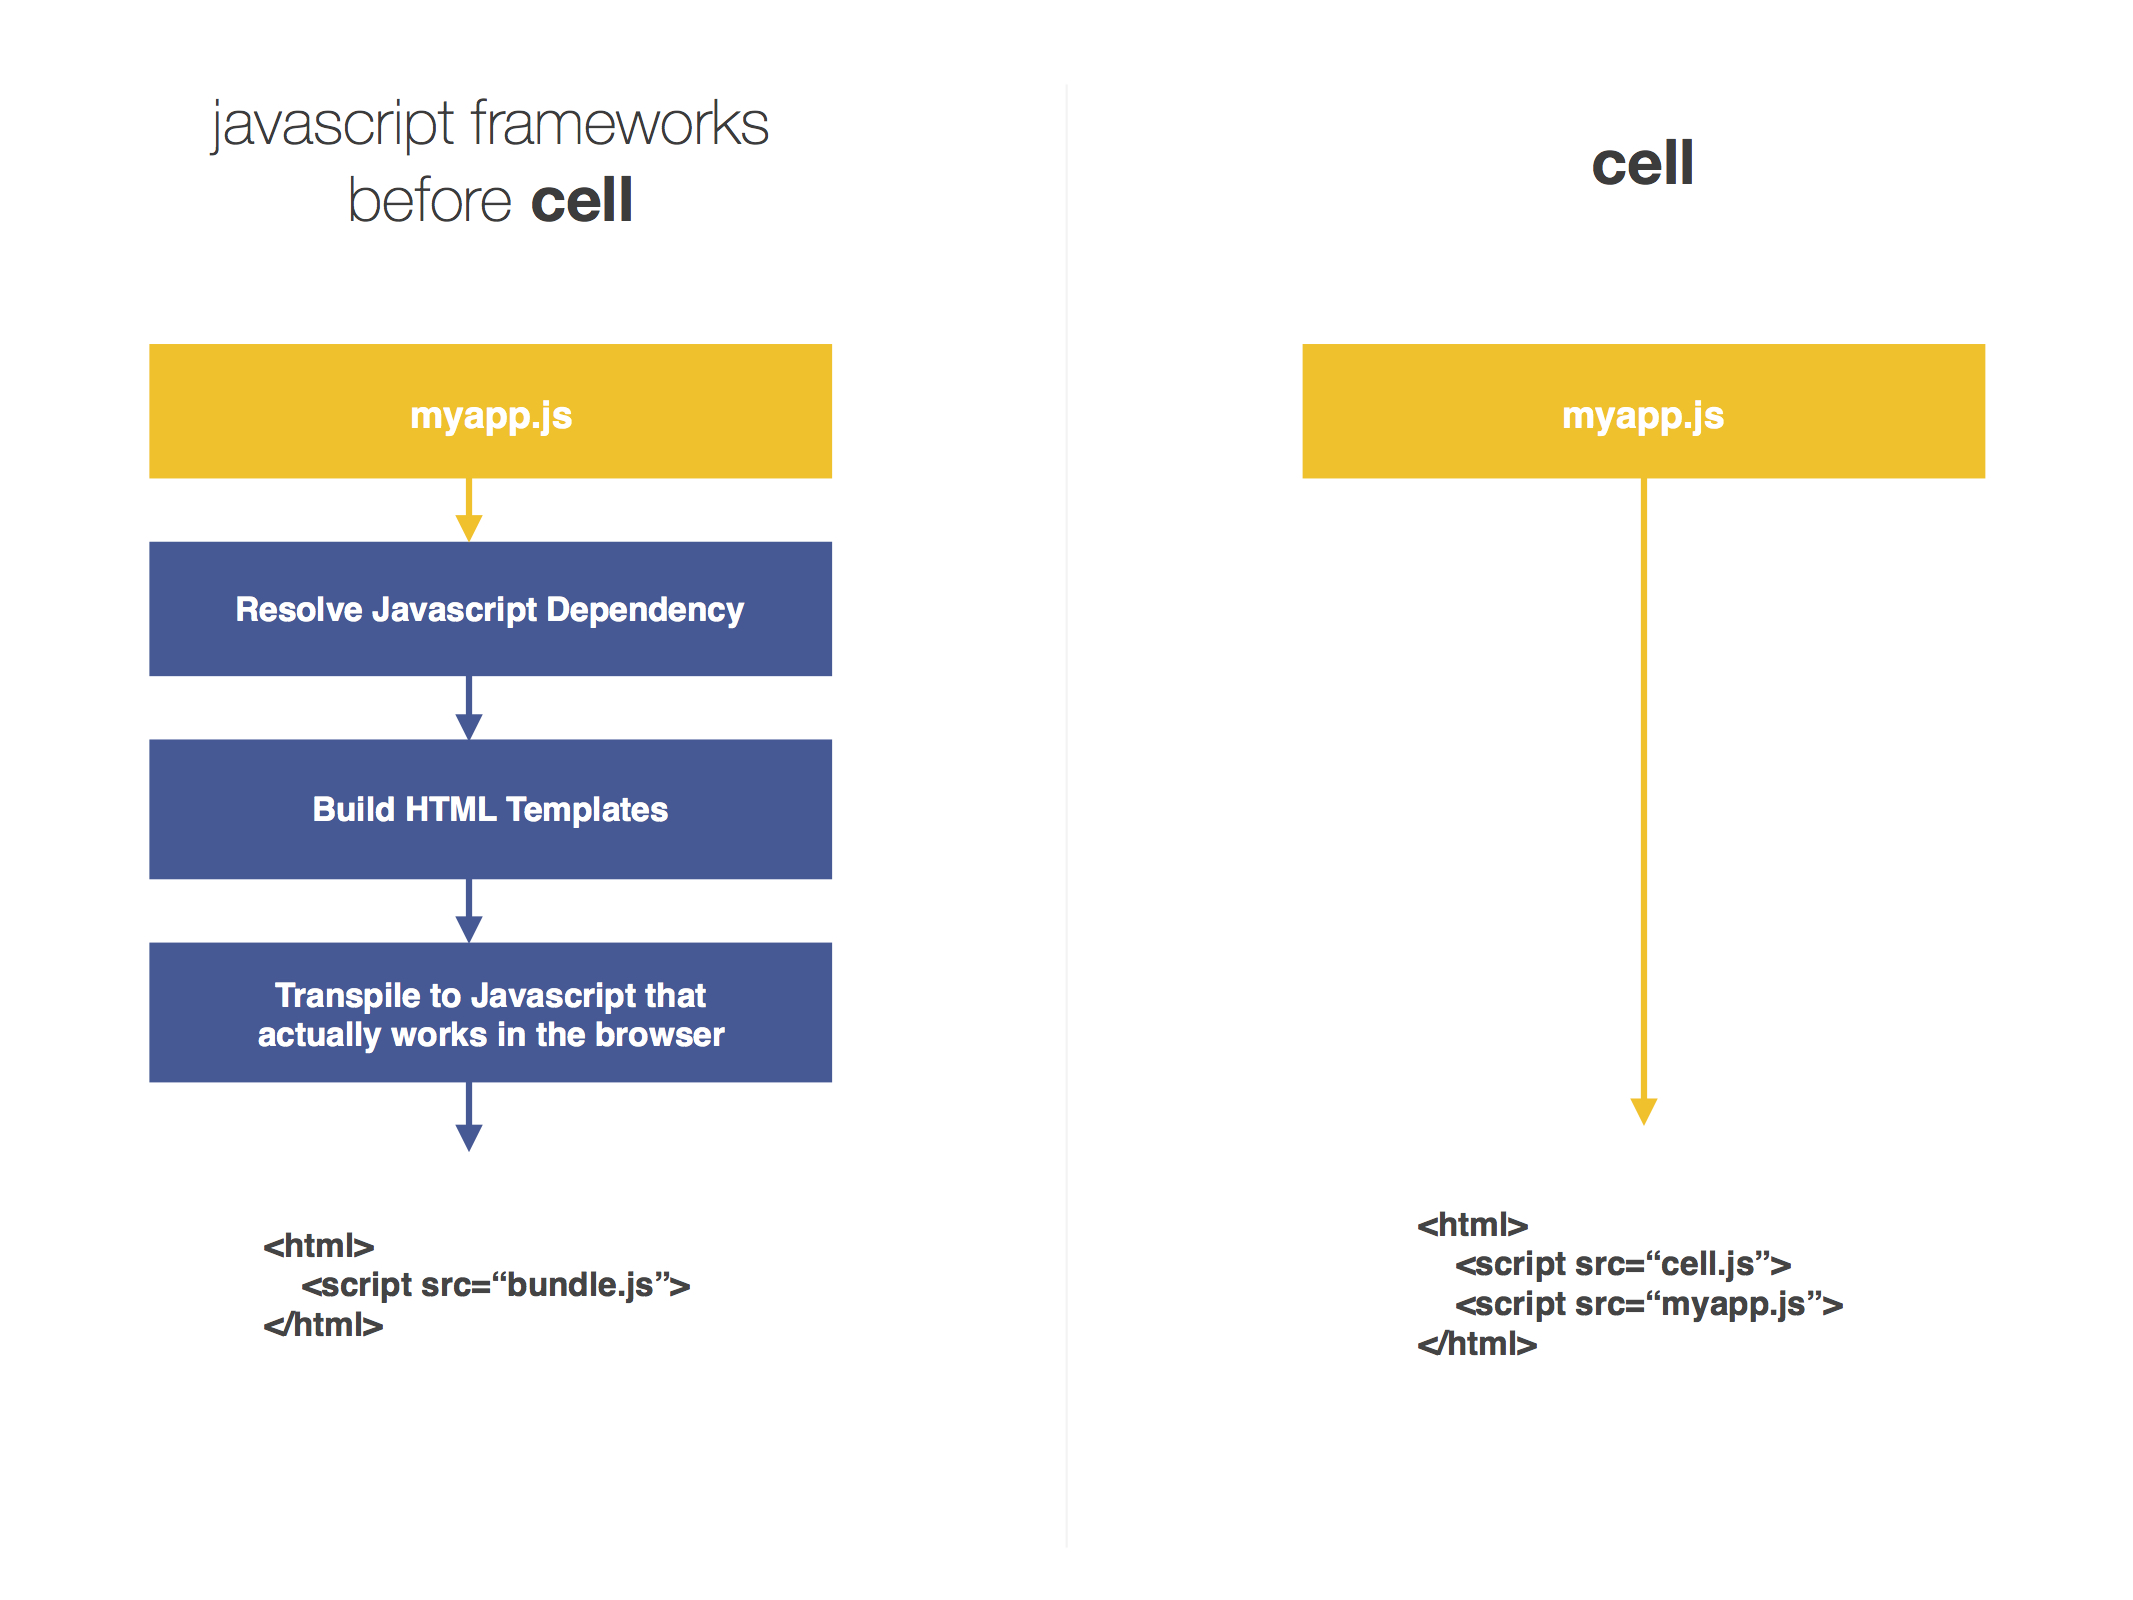 javascript frameworks
before cell
myapp.js
Resolve Javascript Dependency
Build HTML Templates
Transpile to Javascript that
actually works in the browser
<html>
<script src=“bundle.js”>
</html>
cell
myapp.js
<html>
<script src=“cell.js”>
<script src=“myapp.js”>
</html>